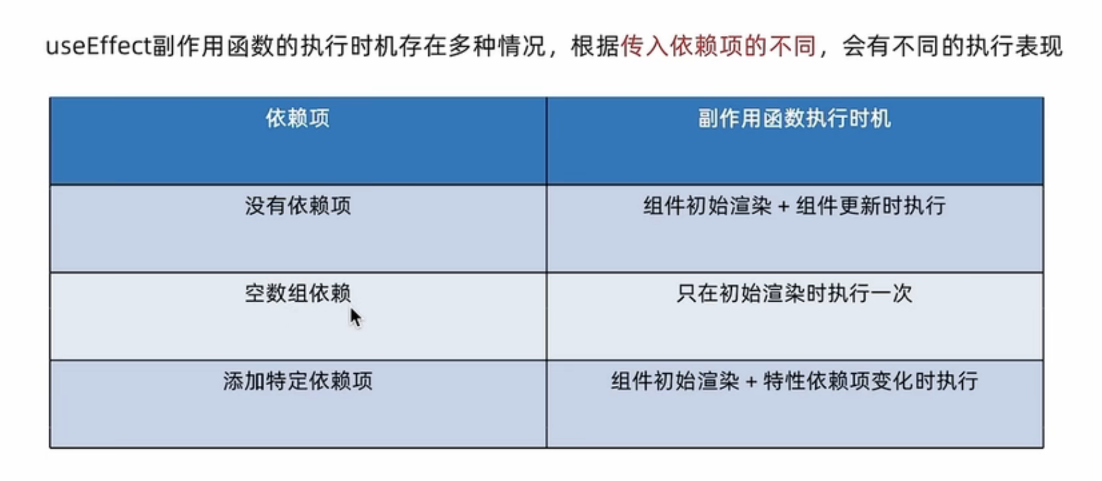 useEffect副作用函数的执行时机存在多种情况，根据传入依赖项的不同，会有不同的执行表现
依赖项 副作用函数执行时机
没有依赖项 组件初始渲染 + 组件更新时执行
空数组依赖 只在初始渲染时执行一次
添加特定依赖项 组件初始渲染 + 特性依赖项变化时执行